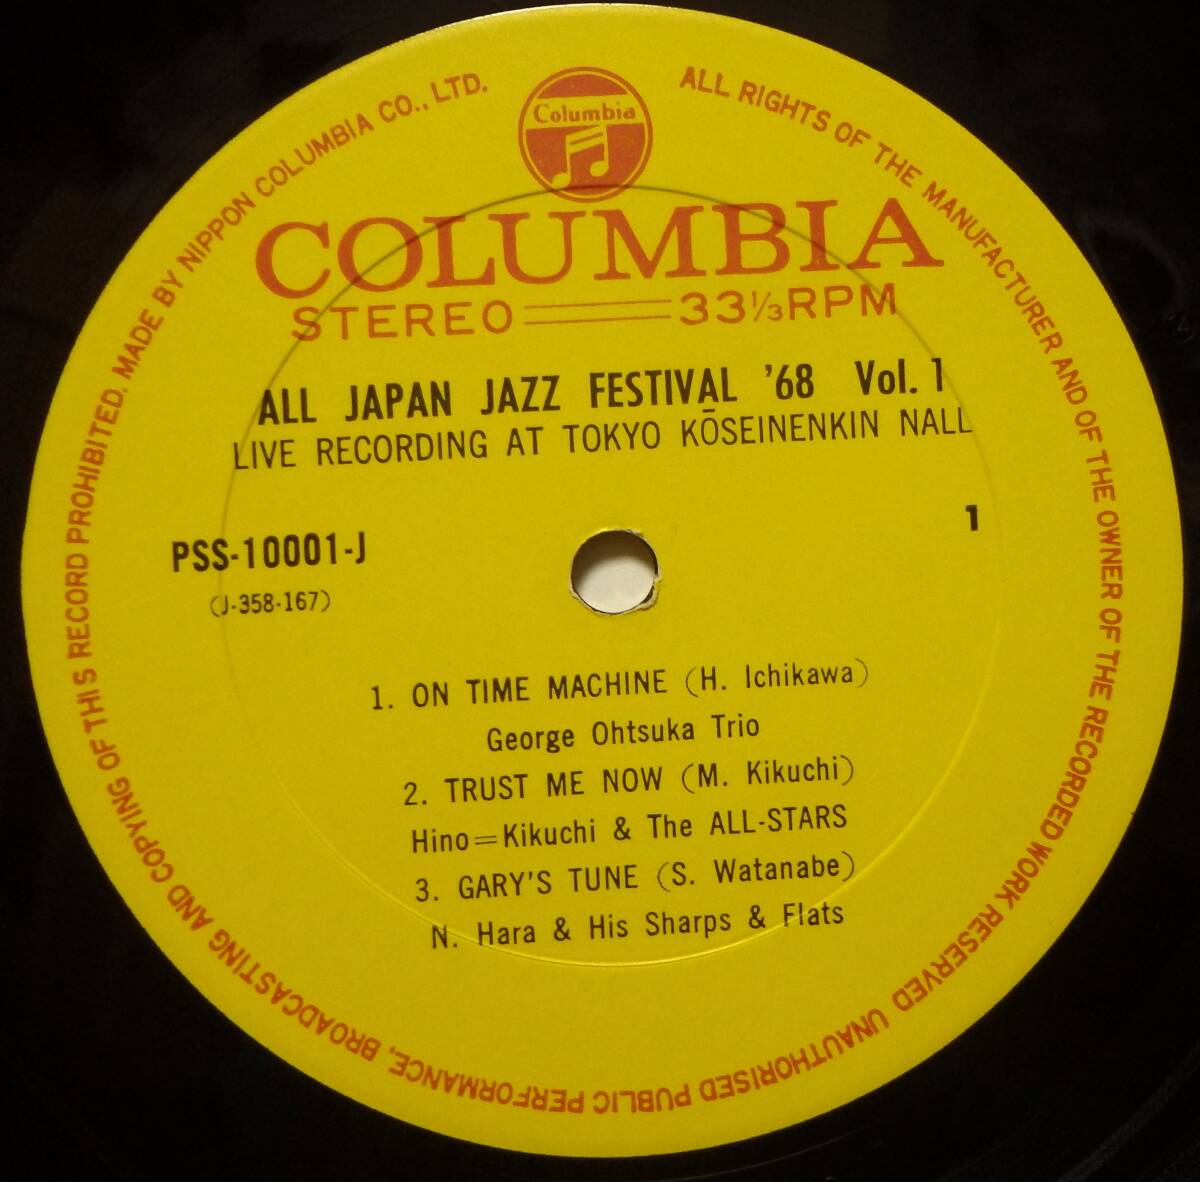 Columbia
COLUMBIA
STEREO 33⅓RPM
ALL JAPAN JAZZ FESTIVAL '68 Vol. 1
LIVE RECORDING AT TOKYO KŌSEINENKIN NALL
PSS-10001-J
1
(J-358-167)
1. ON TIME MACHINE (H. Ichikawa)
George Ohtsuka Trio
2. TRUST ME NOW (M. Kikuchi)
Hino=Kikuchi & The ALL-STARS
3. GARY'S TUNE (S. Watanabe)
N. Hara & His Sharps & Flats
ALL RIGHTS OF THE MANUFACTURER AND OF THE OWNER OF THE RECORDED WORK RESERVED UNAUTHORISED PUBLIC PERFORMANCE, BROADCASTING AND COPYING OF THIS RECORD PROHIBITED. MADE BY NIPPON COLUMBIA CO., LTD.